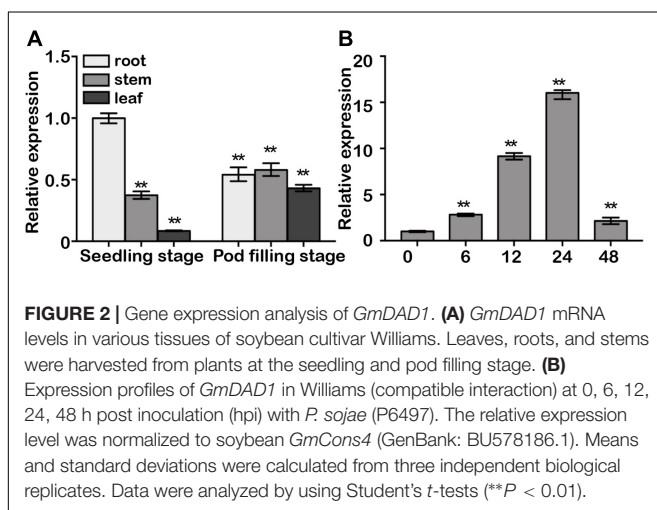 A
B
root
stem
leaf
Relative expression
1.5
1.0
0.5
0
**
**
**
**
**
Seedling stage Pod filling stage
Relative expression
20
15
10
5
0
**
**
**
**
0 6 12 24 48
FIGURE 2 | Gene expression analysis of GmDAD1. (A) GmDAD1 mRNA
levels in various tissues of soybean cultivar Williams. Leaves, roots, and stems
were harvested from plants at the seedling and pod filling stage. (B)
Expression profiles of GmDAD1 in Williams (compatible interaction) at 0, 6, 12,
24, 48 h post inoculation (hpi) with P. sojae (P6497). The relative expression
level was normalized to soybean GmCons4 (GenBank: BU578186.1). Means
and standard deviations were calculated from three independent biological
replicates. Data were analyzed by using Student's t-tests (**P < 0.01).